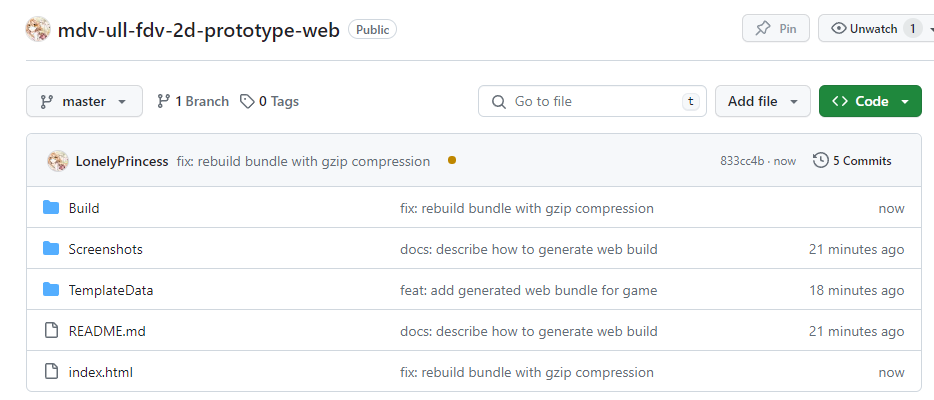 mdv-ull-fdv-2d-prototype-web Public Pin Unwatch 1
master 1 Branch 0 Tags Go to file t Add file Code
LonelyPrincess fix: rebuild bundle with gzip compression 833cc4b · now 5 Commits
Build fix: rebuild bundle with gzip compression now
Screenshots docs: describe how to generate web build 21 minutes ago
TemplateData feat: add generated web bundle for game 18 minutes ago
README.md docs: describe how to generate web build 21 minutes ago
index.html fix: rebuild bundle with gzip compression now